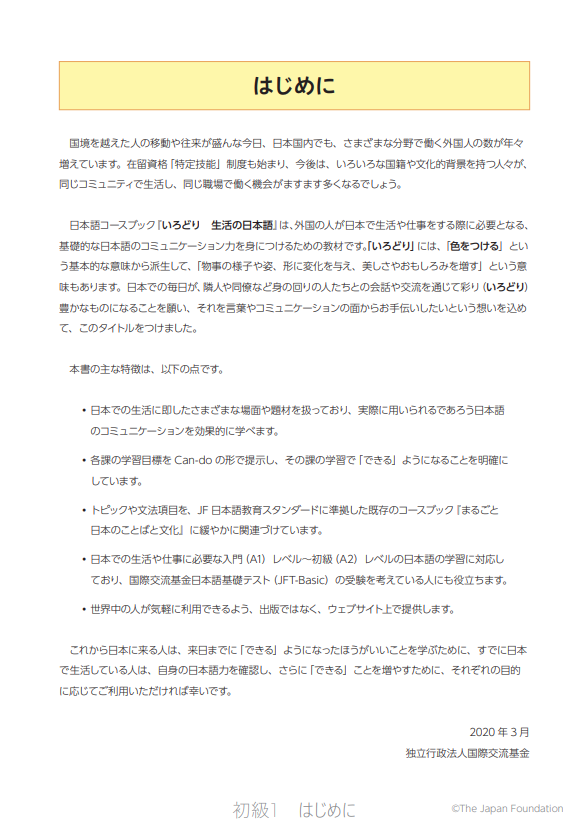 はじめに
国境を越えた人の移動や往来が盛んな今日、日本国内でも、さまざまな分野で働く外国人の数が年々
増えています。在留資格「特定技能」制度も始まり、今後は、いろいろな国籍や文化的背景を持つ人々が、
同じコミュニティで生活し、同じ職場で働く機会がますます多くなるでしょう。
日本語コースブック『いろどり　生活の日本語』は、外国の人が日本で生活や仕事をする際に必要となる、
基礎的な日本語のコミュニケーション力を身につけるための教材です。「いろどり」には、「色をつける」とい
う基本的な意味から派生して、「物事の様子や姿、形に変化を与え、美しさやおもしろみを増す」という意
味もあります。日本での毎日が、隣人や同僚など身の回りの人たちとの会話や交流を通じて彩り（いろどり）
豊かなものになることを願い、それを言葉やコミュニケーションの面からお手伝いしたいという想いを込め
て、このタイトルをつけました。
本書の主な特徴は、以下の点です。
• 日本での生活に即したさまざまな場面や題材を扱っており、実際に用いられるであろう日本語
のコミュニケーションを効果的に学べます。
• 各課の学習目標を Can-do の形で提示し、その課の学習で「できる」ようになることを明確に
しています。
• トピックや文法項目を、JF 日本語教育スタンダードに準拠した既存のコースブック『まるごと
日本のことばと文化』に緩やかに関連づけています。
• 日本での生活や仕事に必要な入門（A1）レベル～初級（A2）レベルの日本語の学習に対応し
ており、国際交流基金日本語基礎テスト（JFT-Basic）の受験を考えている人にも役立ちます。
• 世界中の人が気軽に利用できるよう、出版ではなく、ウェブサイト上で提供します。
これから日本に来る人は、来日までに「できる」ようになったほうがいいことを学ぶために、すでに日本
で生活している人は、自身の日本語力を確認し、さらに「できる」ことを増やすために、それぞれの目的
に応じてご利用いただければ幸いです。
2020 年 3 月
独立行政法人国際交流基金
初級1　はじめに
©The Japan Foundation